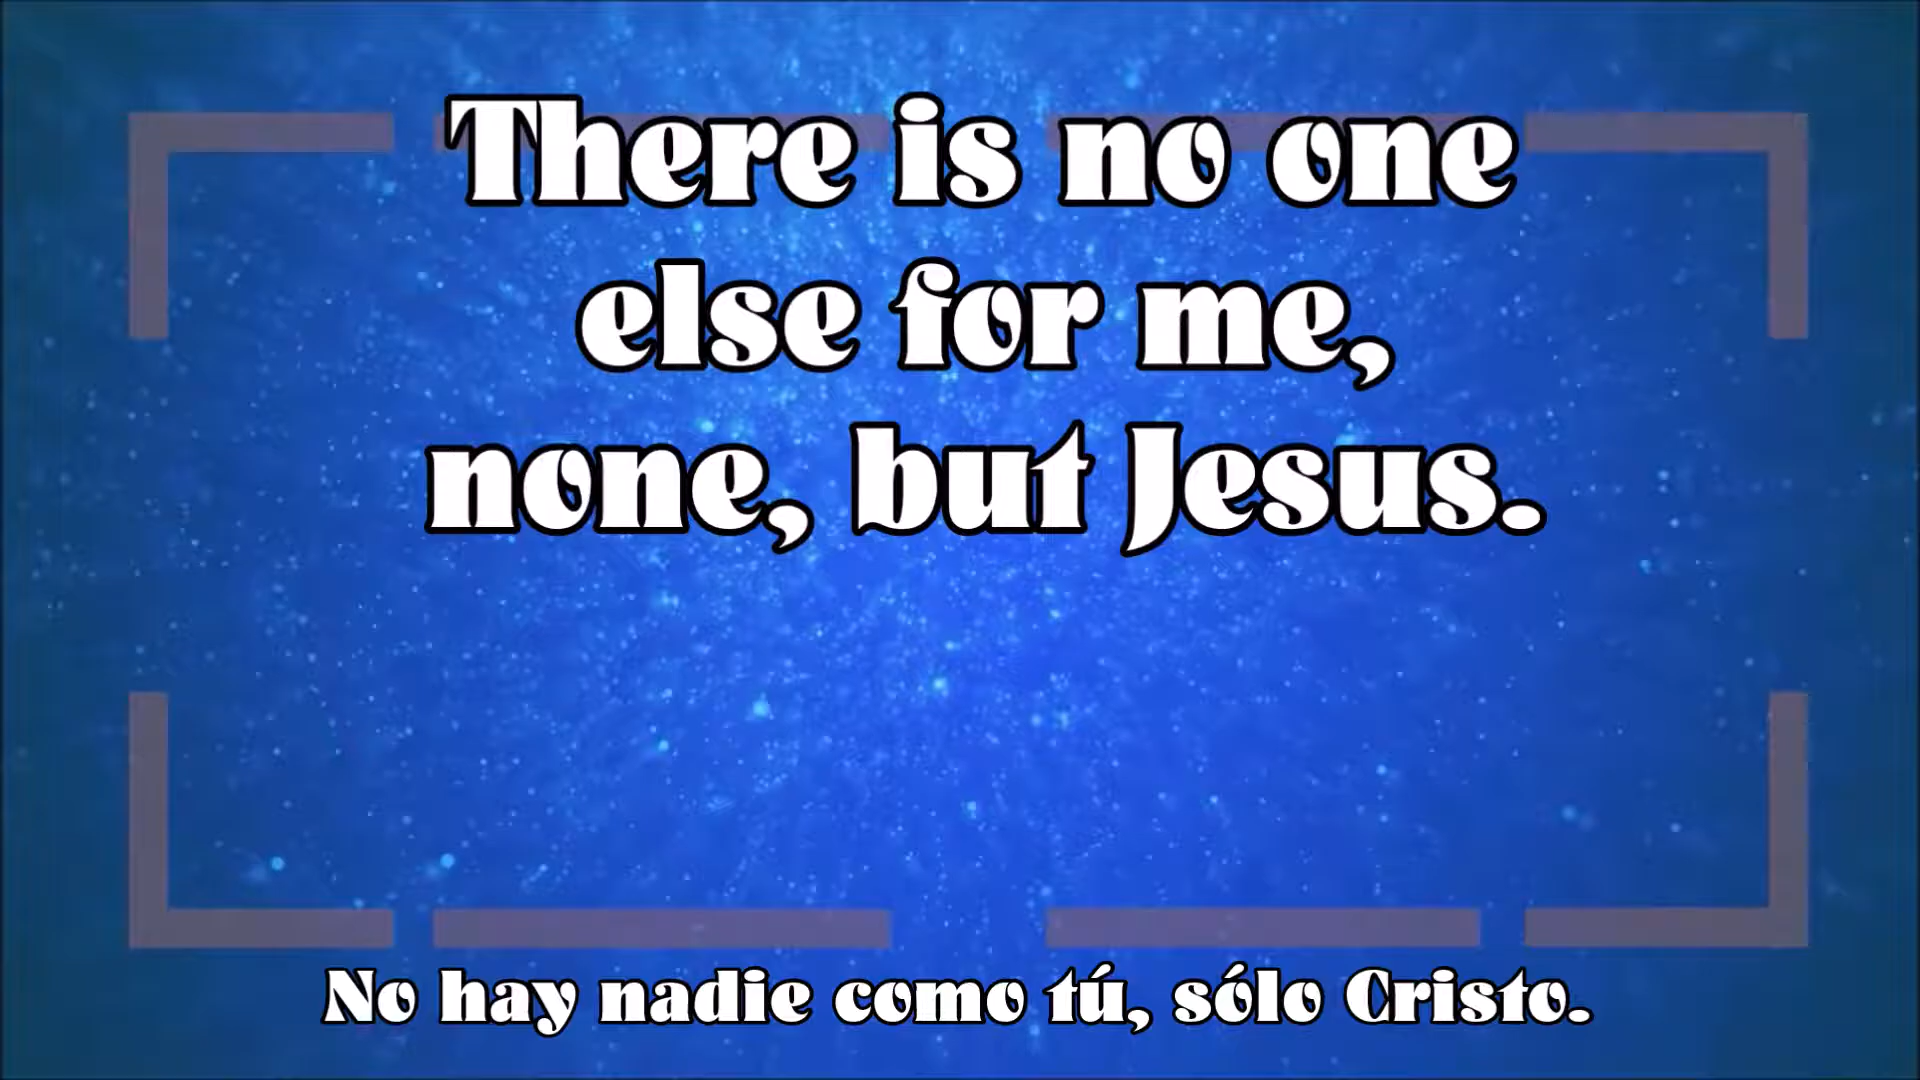 There is no one
else for me,
none, but Jesus.
No hay nadie como tú, sólo Cristo.